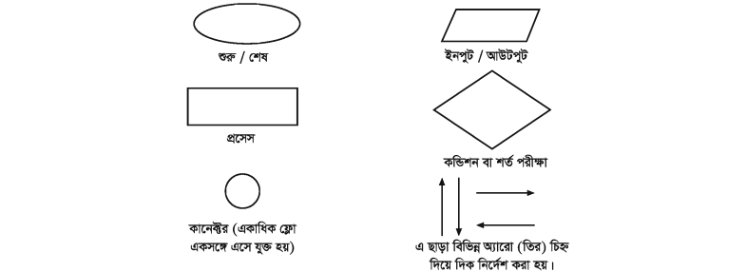 শুরু / শেষ
ইনপুট / আউটপুট
প্রসেস
কন্ডিশন বা শর্ত পরীক্ষা
কানেক্টর (একাধিক ফ্লো
একসঙ্গে এসে যুক্ত হয়)
এ ছাড়া বিভিন্ন অ্যারো (তির) চিহ্ন
দিয়ে দিক নির্দেশ করা হয়।